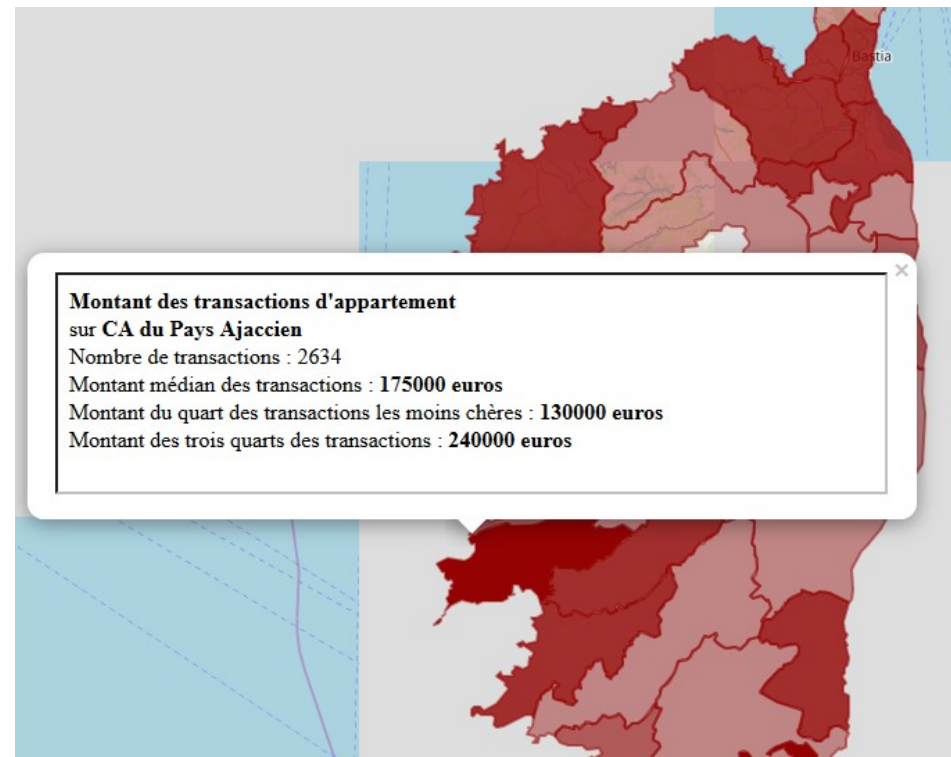 Bastia
×
Montant des transactions d'appartement
sur CA du Pays Ajaccien
Nombre de transactions : 2634
Montant médian des transactions : 175000 euros
Montant du quart des transactions les moins chères : 130000 euros
Montant des trois quarts des transactions : 240000 euros